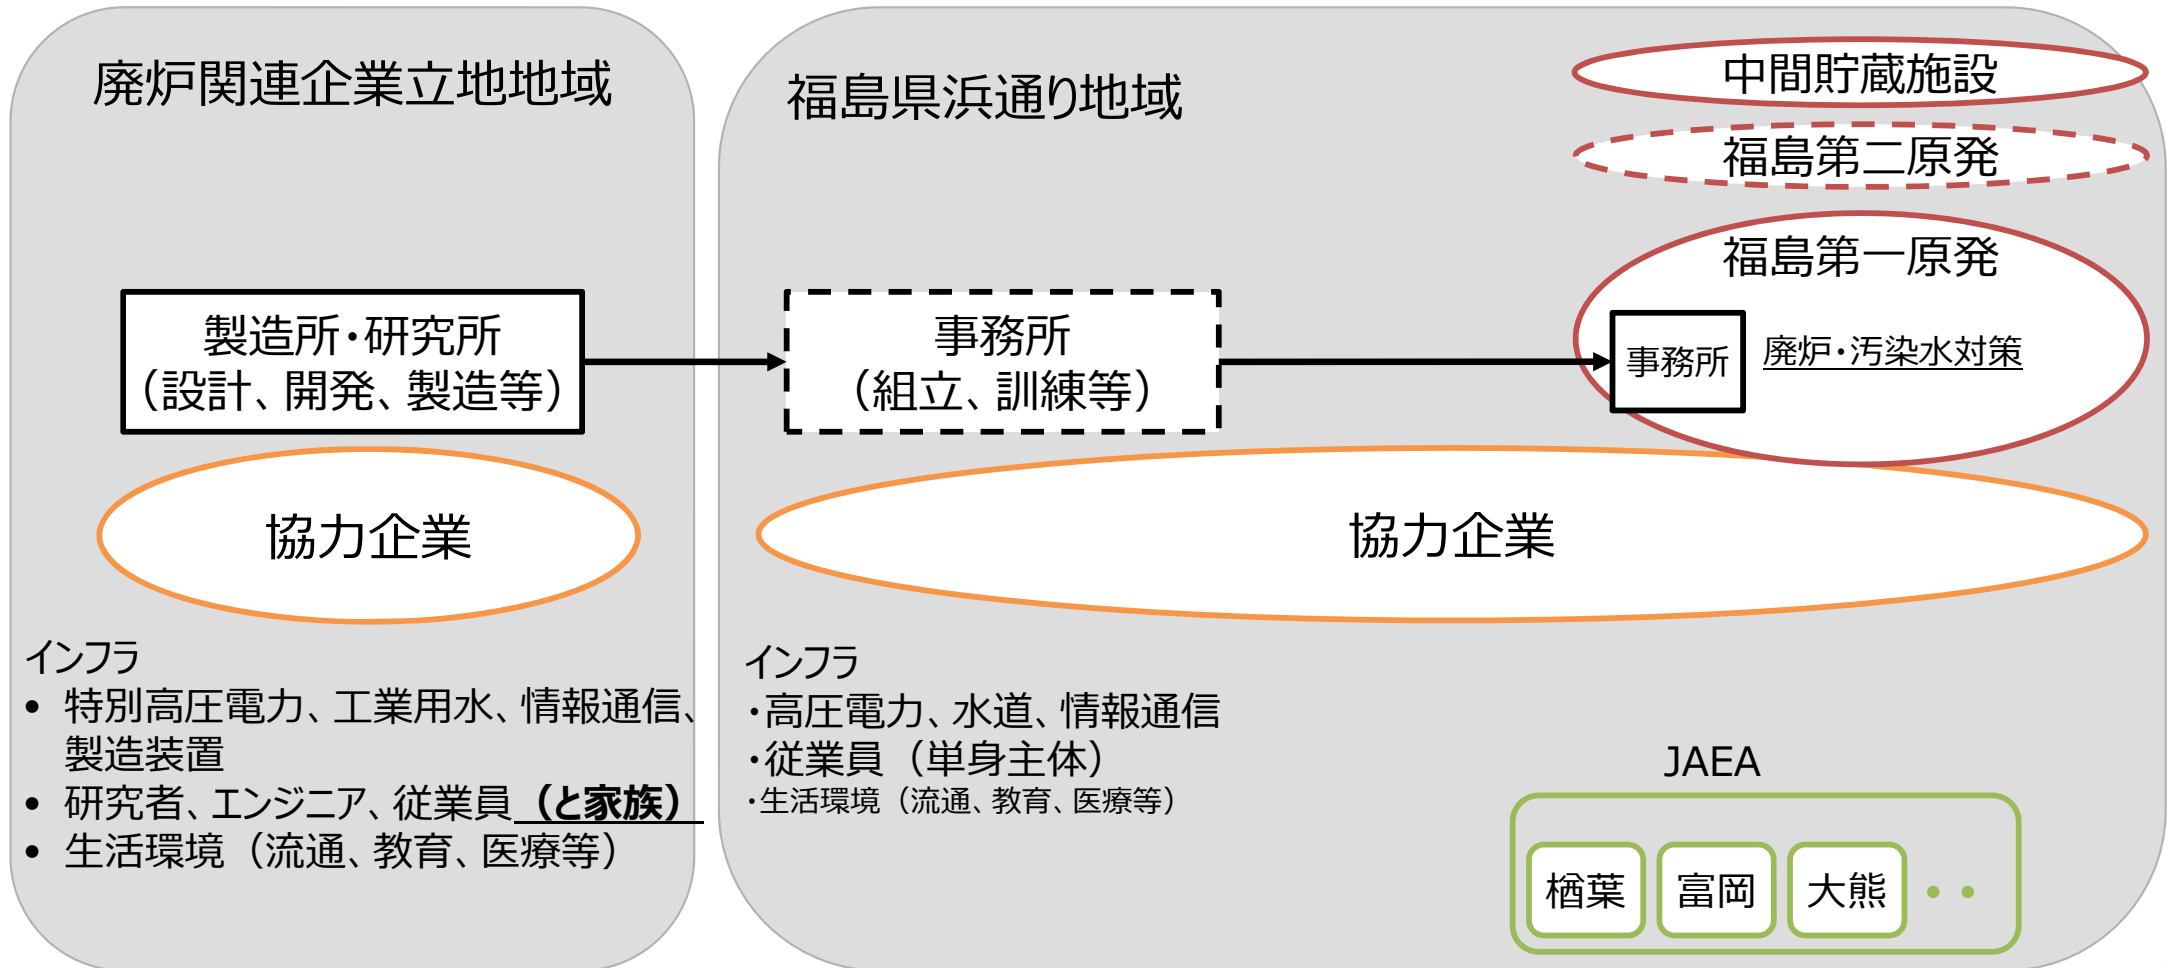 廃炉関連企業立地地域
製造所・研究所
（設計、開発、製造等）
協力企業
インフラ
• 特別高圧電力、工業用水、情報通信、
製造装置
• 研究者、エンジニア、従業員（と家族）
• 生活環境（流通、教育、医療等）
福島県浜通り地域
中間貯蔵施設
福島第二原発
福島第一原発
事務所
（組立、訓練等）
事務所
廃炉・汚染水対策
協力企業
インフラ
・高圧電力、水道、情報通信
・従業員（単身主体）
・生活環境（流通、教育、医療等）
JAEA
楢葉
富岡
大熊
・・